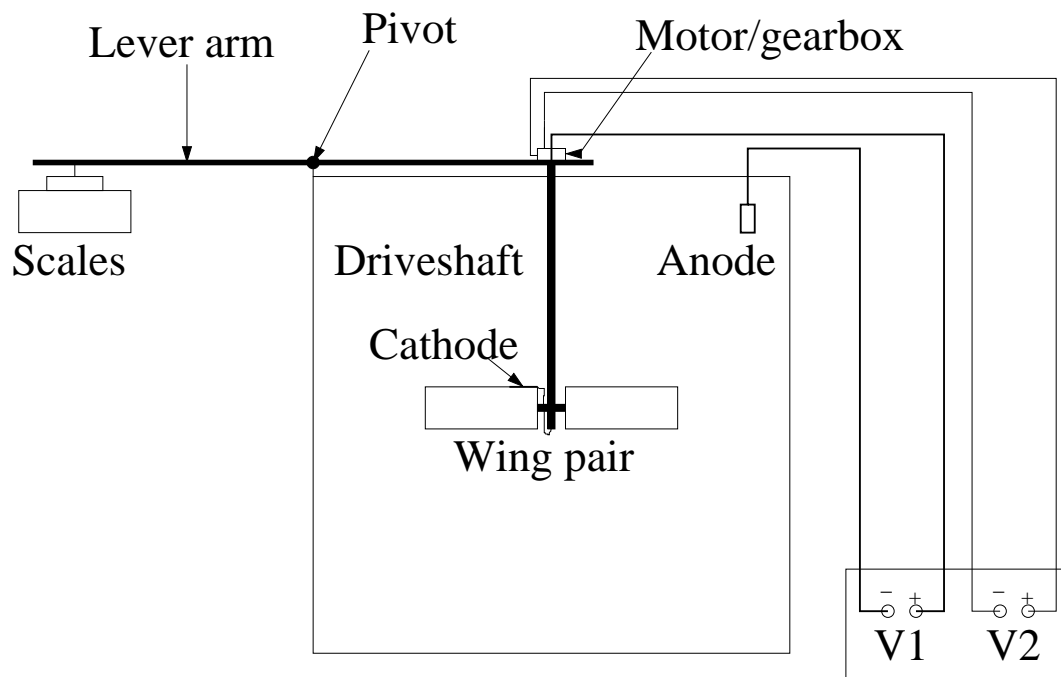 Lever arm
Pivot
Motor/gearbox
Scales
Driveshaft
Anode
Cathode
Wing pair
− + − +
V1 V2